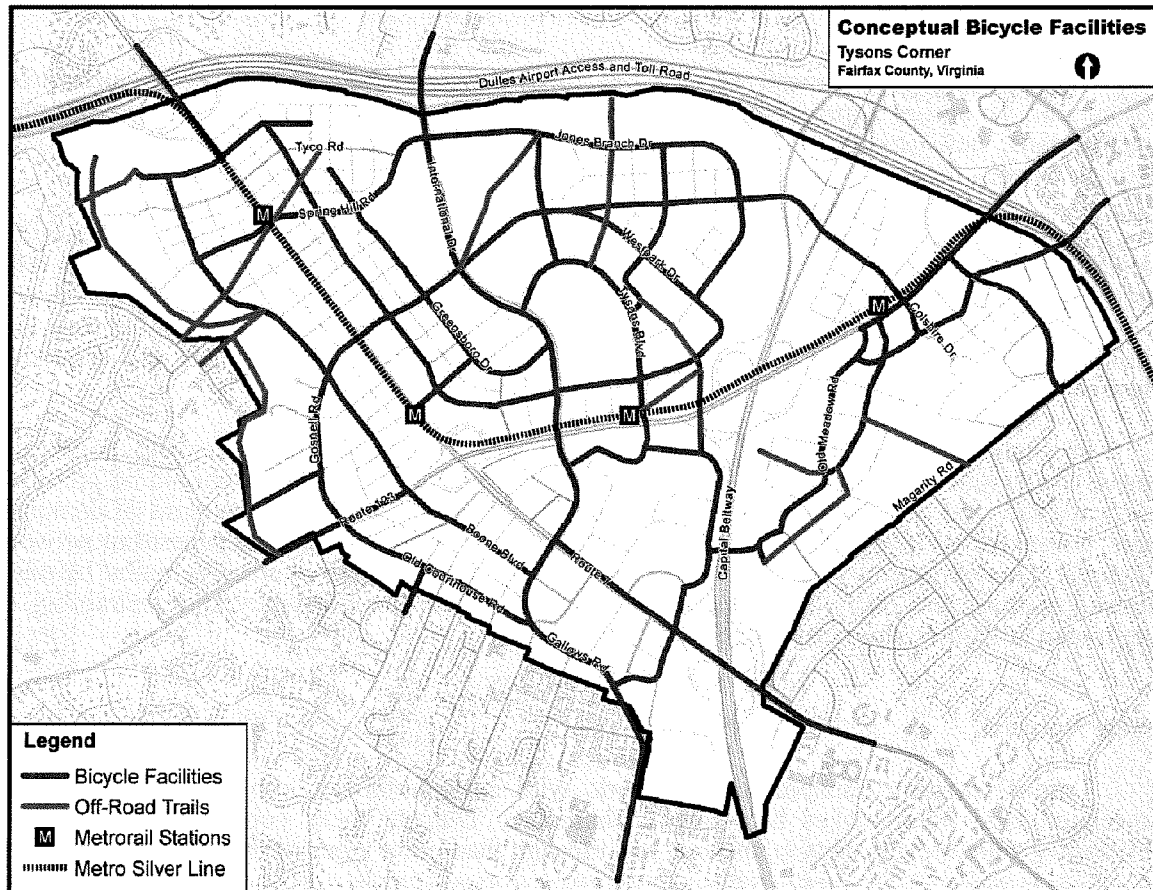 Conceptual Bicycle Facilities
Tysons Corner
Fairfax County, Virginia
Dulles Airport Access and Toll Road
Jones Branch Dr
Tyco Rd
International Dr
Spring Hill Rd
Westpark Dr
Tysons Blvd
Greensboro Dr
Colshire Dr
M
M
M
M
Gosnell Rd
Old Meadow Rd
Magarity Rd
Route 123
Boone Blvd
Route 7
Capital Beltway
Old Courthouse Rd
Gallows Rd
Legend
Bicycle Facilities
Off-Road Trails
M Metrorail Stations
Metro Silver Line